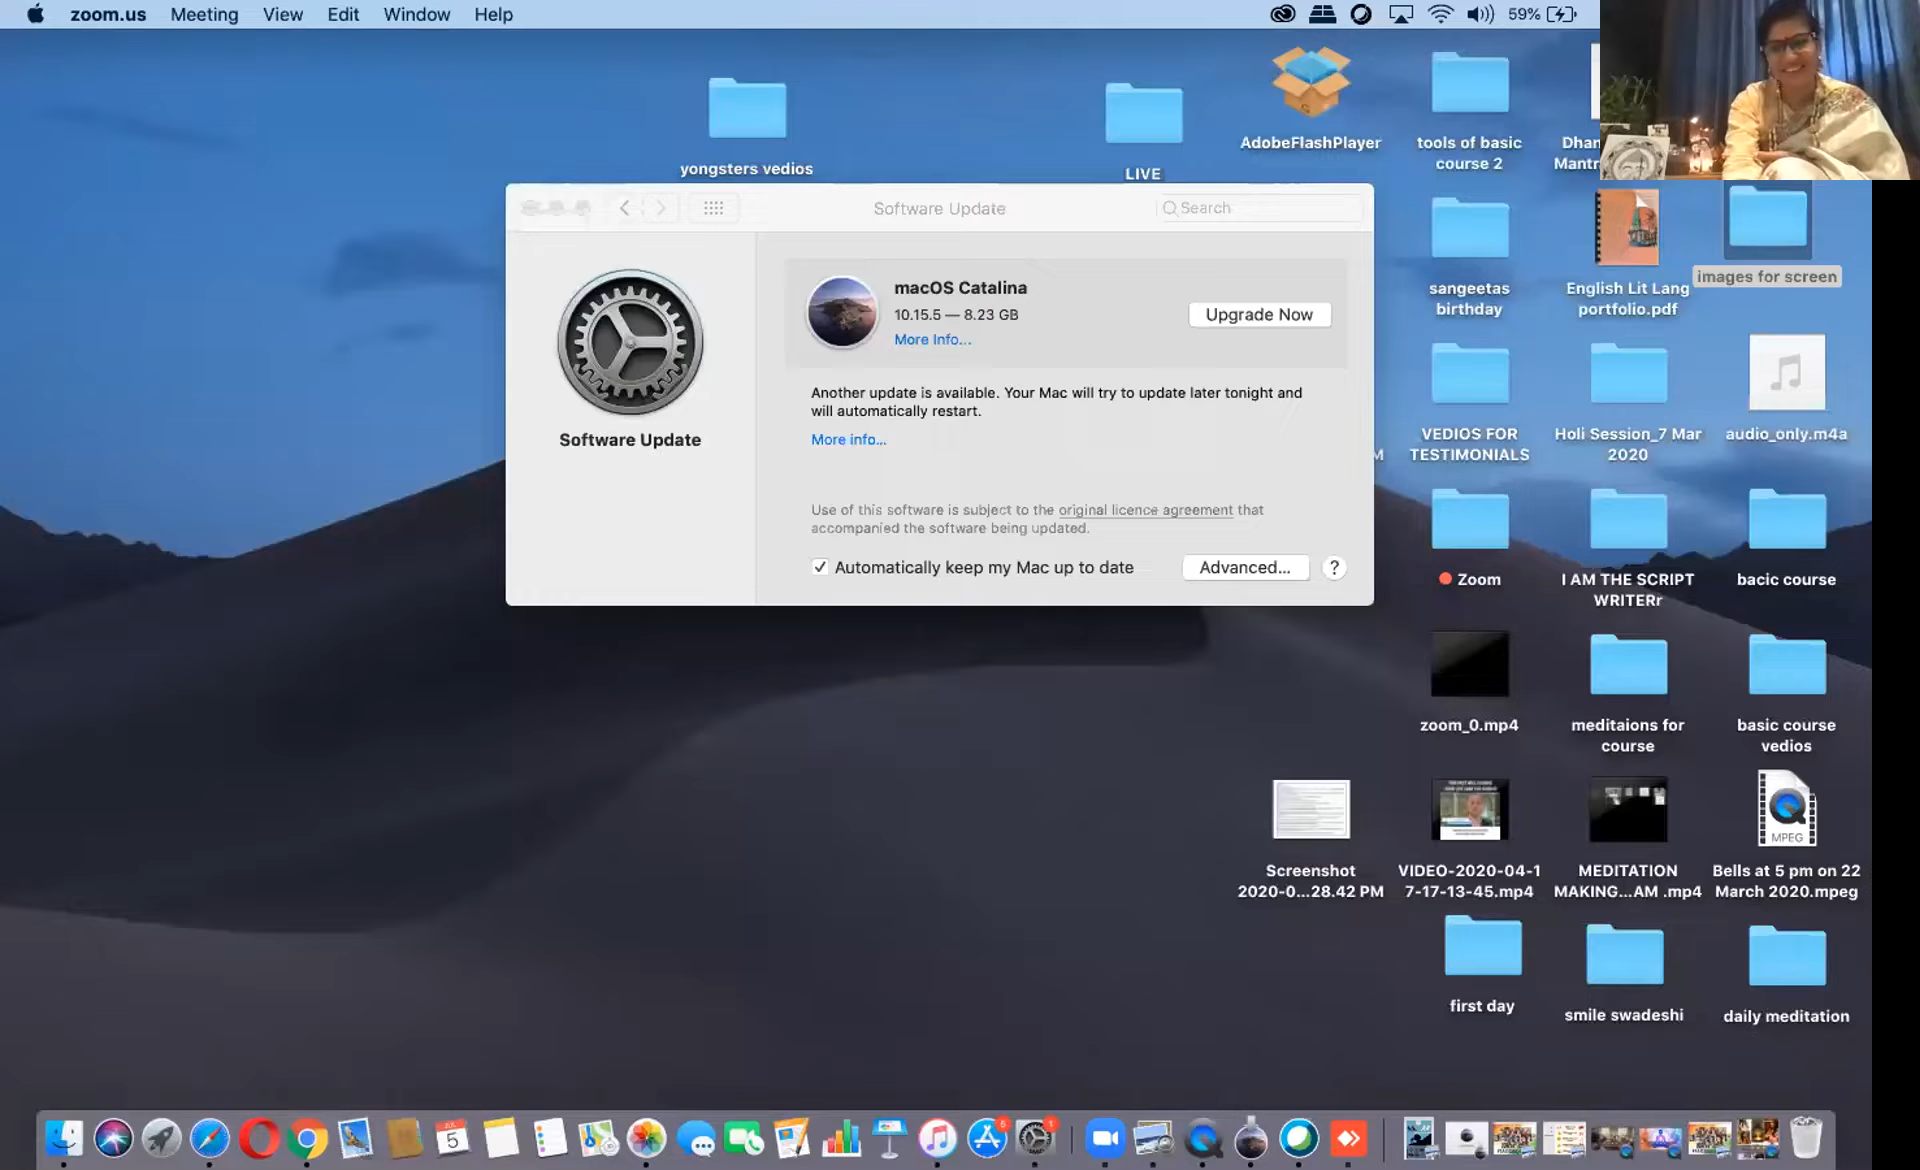 zoom.us Meeting View Edit Window Help 59%
yongsters vedios
LIVE
AdobeFlashPlayer
tools of basic
course 2
Dhan
Mantr
Software Update
Search
macOS Catalina
10.15.5 — 8.23 GB
More Info...
Upgrade Now
Another update is available. Your Mac will try to update later tonight and
will automatically restart.
More info...
Software Update
Use of this software is subject to the original licence agreement that
accompanied the software being updated.
Automatically keep my Mac up to date
Advanced...
?
sangeetas
birthday
English Lit Lang
portfolio.pdf
images for screen
M
VEDIOS FOR
TESTIMONIALS
Holi Session_7 Mar
2020
audio_only.m4a
Zoom
I AM THE SCRIPT
WRITERr
bacic course
zoom_0.mp4
meditaions for
course
basic course
vedios
MPEG
Screenshot
2020-0...28.42 PM
VIDEO-2020-04-1
7-17-13-45.mp4
MEDITATION
MAKING...AM .mp4
Bells at 5 pm on 22
March 2020.mpeg
first day
smile swadeshi
daily meditation
JUL
5
6
1